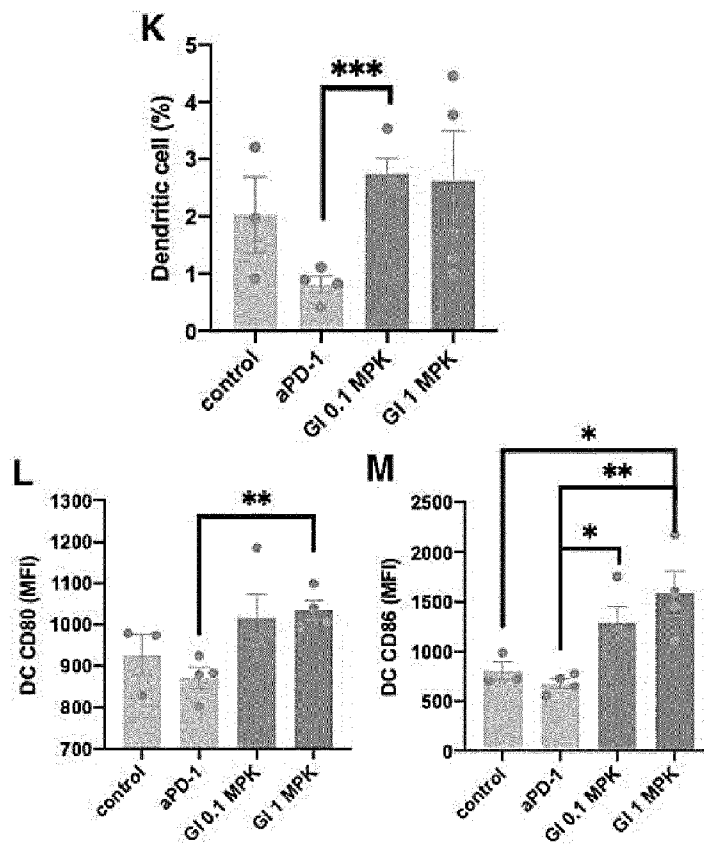 K
5
4
3
2
1
0
Dendritic cell (%)
***
control
aPD-1
GI 0.1 MPK
GI 1 MPK
L
1300
1200
1100
1000
900
800
700
DC CD80 (MFI)
**
control
aPD-1
GI 0.1 MPK
GI 1 MPK
M
2500
2000
1500
1000
500
0
DC CD86 (MFI)
*
**
*
control
aPD-1
GI 0.1 MPK
GI 1 MPK